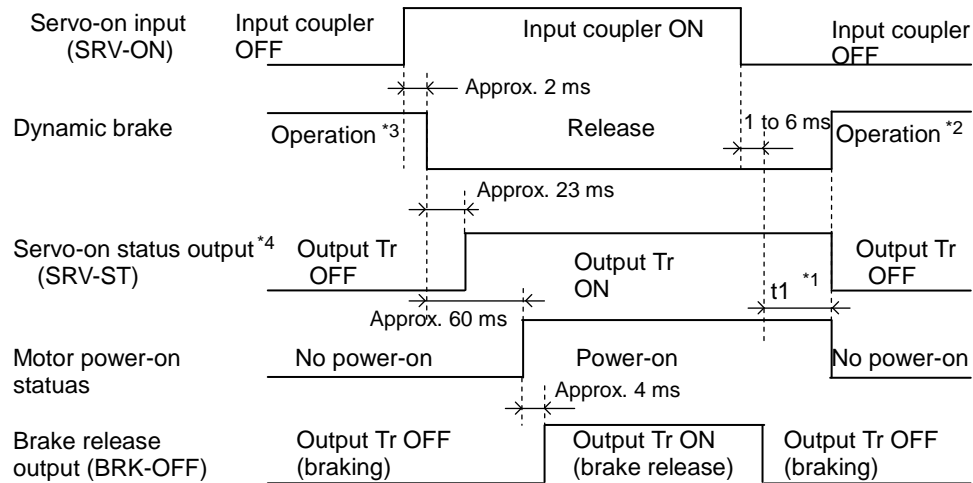 Servo-on input
(SRV-ON)
Input coupler
OFF
Input coupler ON
Input coupler
OFF
Approx. 2 ms
Dynamic brake
Operation *3
Release
1 to 6 ms
Operation *2
Approx. 23 ms
Servo-on status output *4
(SRV-ST)
Output Tr
OFF
Output Tr
ON
t1 *1
Output Tr
OFF
Approx. 60 ms
Motor power-on
statuas
No power-on
Power-on
No power-on
Approx. 4 ms
Brake release
output (BRK-OFF)
Output Tr OFF
(braking)
Output Tr ON
(brake release)
Output Tr OFF
(braking)